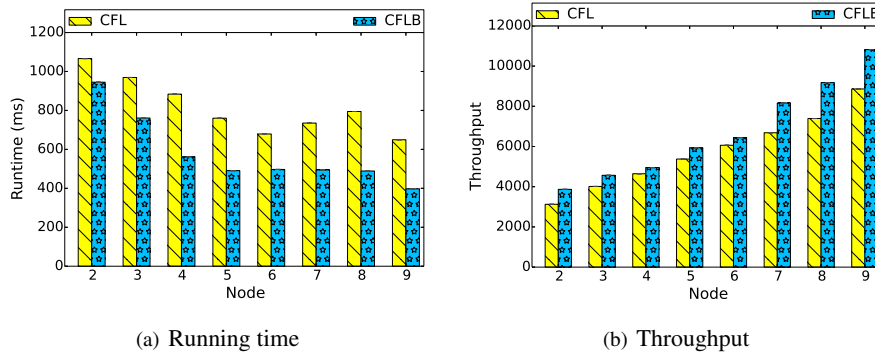 CFL CFLB
1200
1000
800
600
400
200
0
Runtime (ms)
2 3 4 5 6 7 8 9
Node
(a) Running time
CFL CFLB
12000
10000
8000
6000
4000
2000
0
Throughput
2 3 4 5 6 7 8 9
Node
(b) Throughput